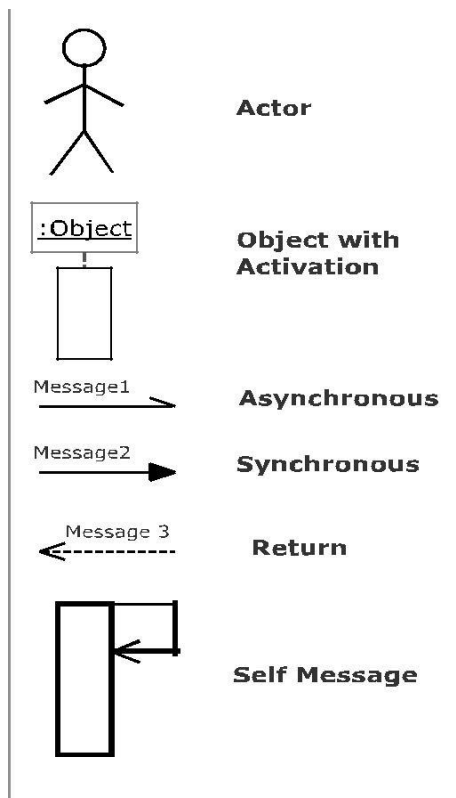 Actor
:Object
Object with
Activation
Message1
Asynchronous
Message2
Synchronous
Message 3
Return
Self Message